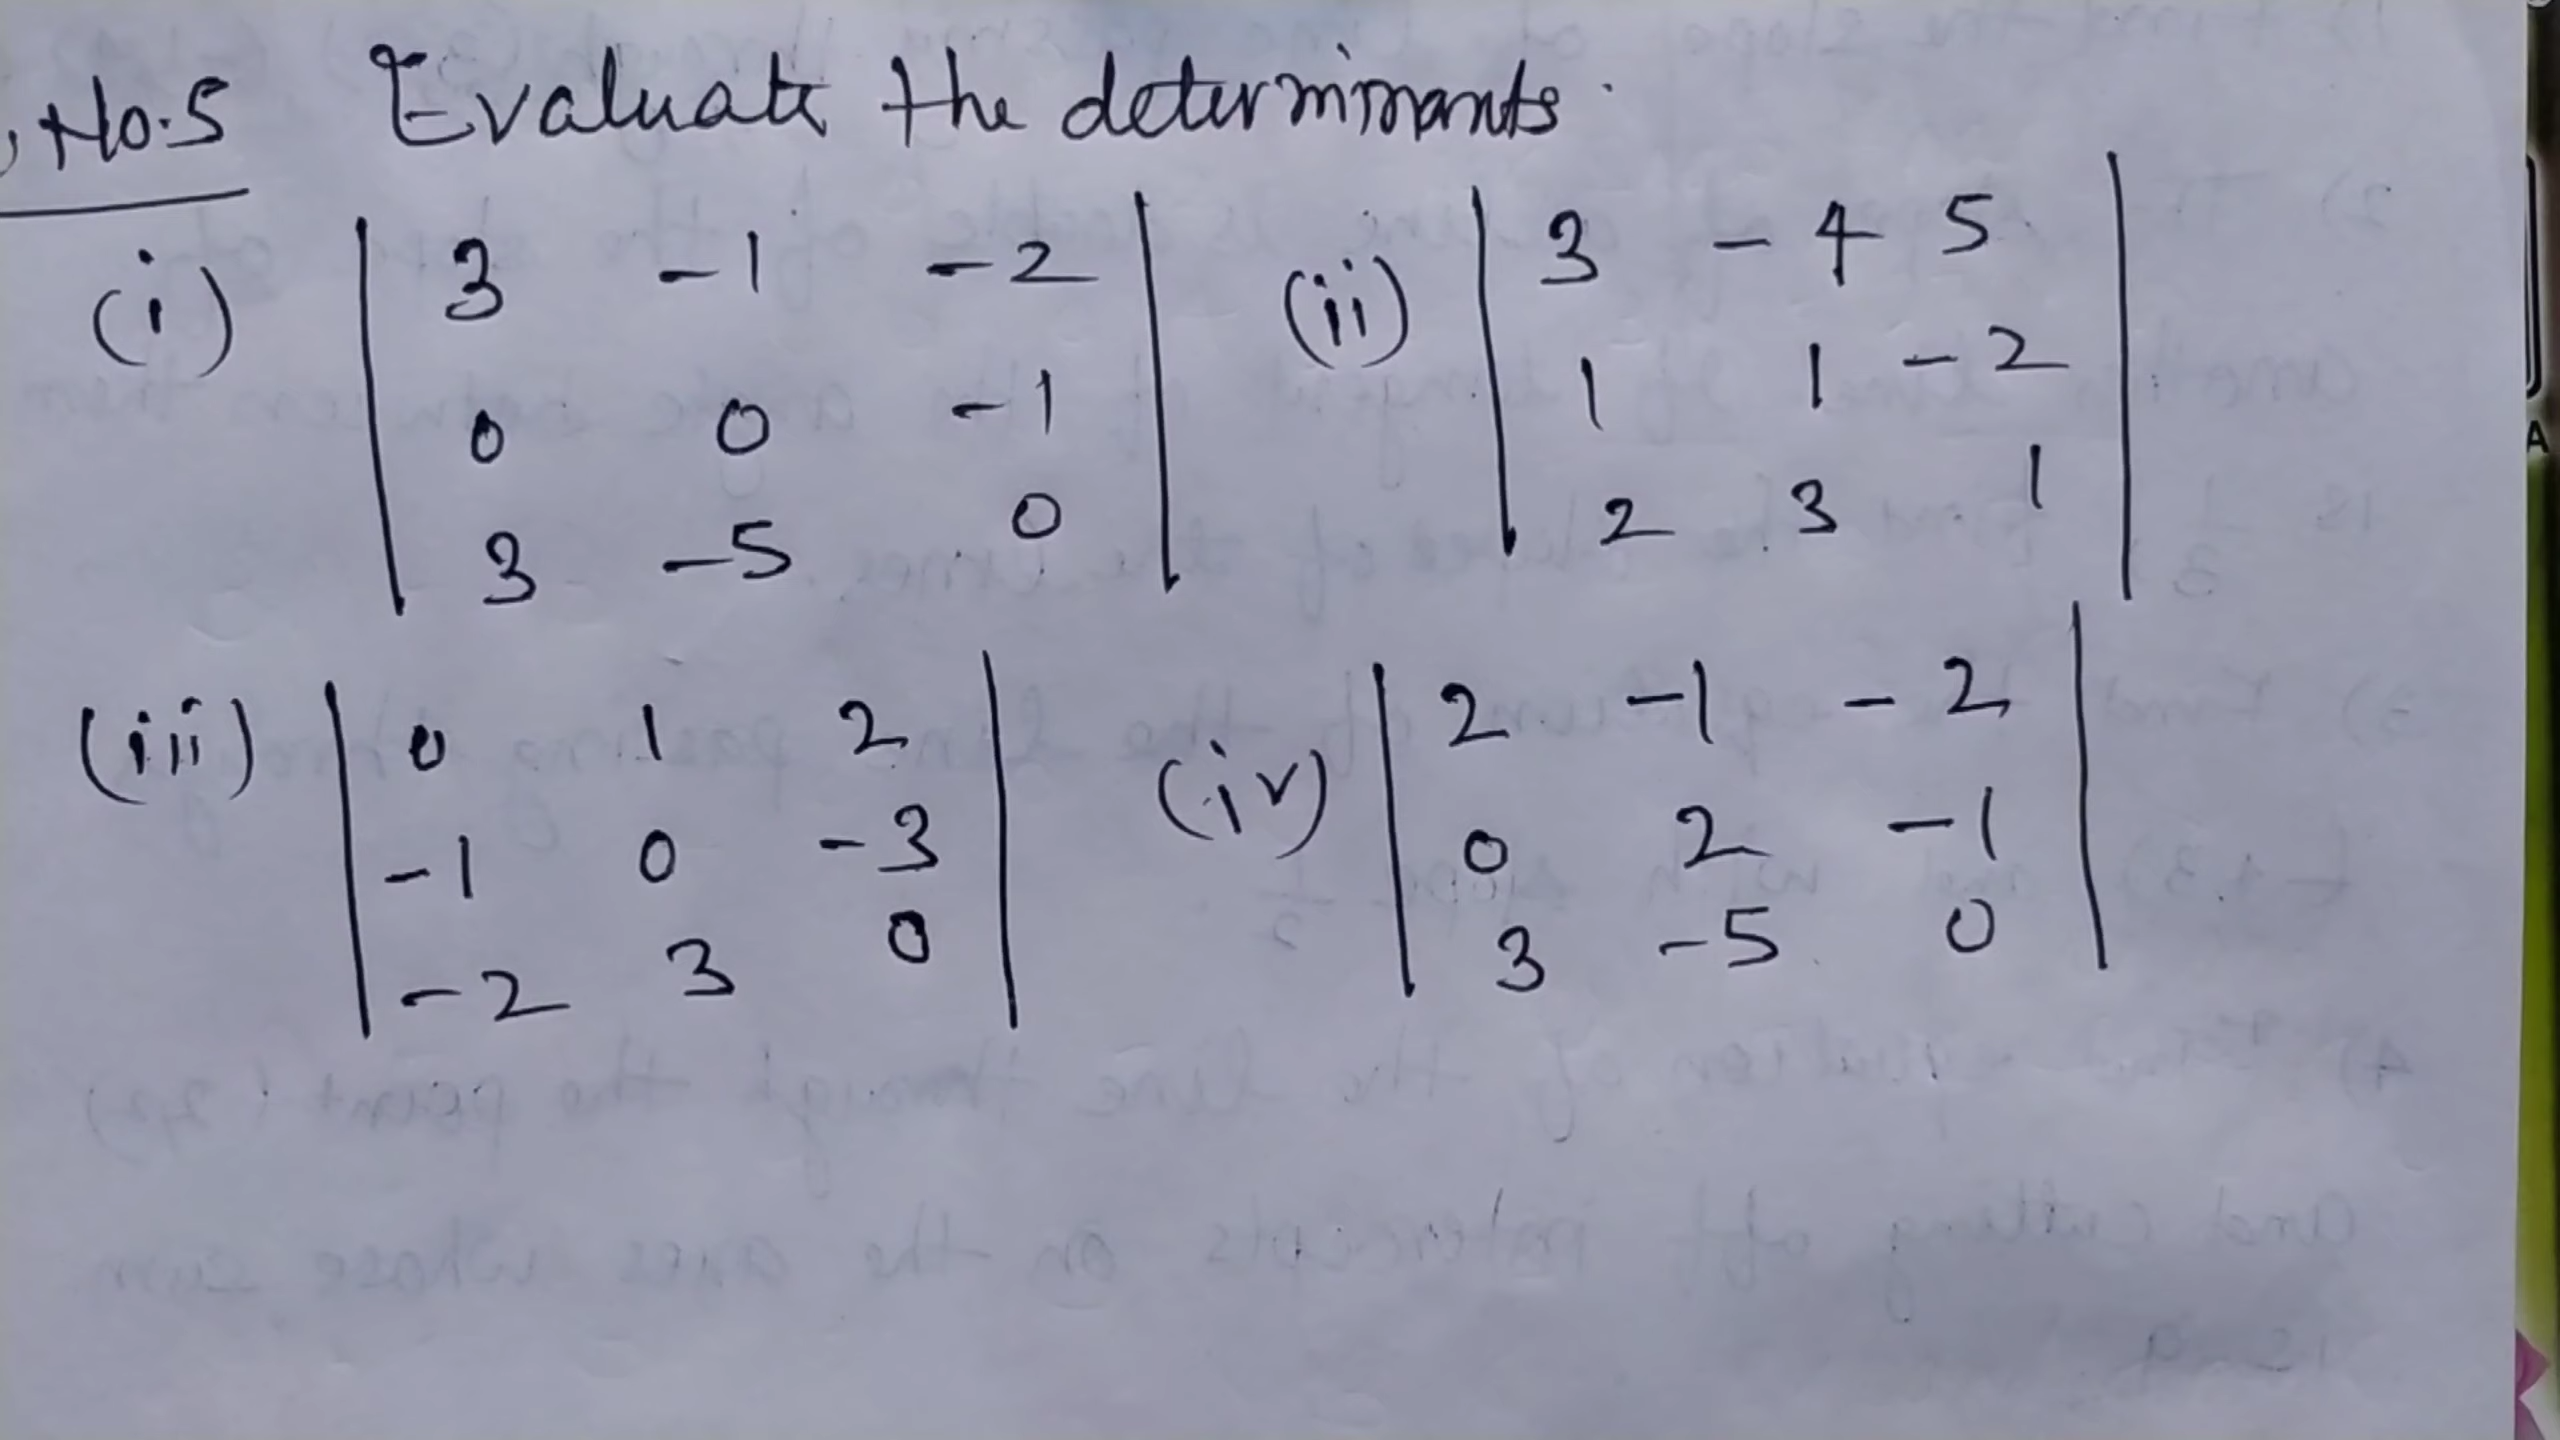 No.5 Evaluate the determinants.
(i) | 3 -1 -2 | (ii) | 3 -4 5 |
| 0 0 -1 | | 1 1 -2 |
| 3 -5 0 | | 2 3 1 |
(iii) | 0 1 2 | (iv) | 2 -1 -2 |
| -1 0 -3 | | 0 2 -1 |
| -2 3 0 | | 3 -5 0 |